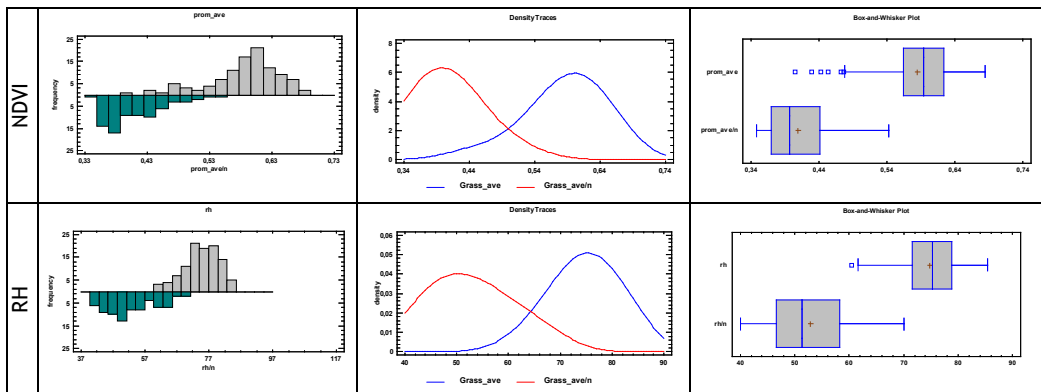 NDVI
prom_ave
25
15
5
5
15
25
frequency
0,33 0,43 0,53 0,63 0,73
prom_ave/n
Density Traces
8
6
4
2
0
density
0,34 0,44 0,54 0,64 0,74
Grass_ave Grass_ave/n
Box-and-Whisker Plot
prom_ave
prom_ave/n
0,34 0,44 0,54 0,64 0,74
RH
rh
25
15
5
5
15
25
frequency
37 57 77 97 117
rh/n
Density Traces
0,06
0,05
0,04
0,03
0,02
0,01
0,00
density
40 50 60 70 80 90
Grass_ave Grass_ave/n
Box-and-Whisker Plot
rh
rh/n
40 50 60 70 80 90